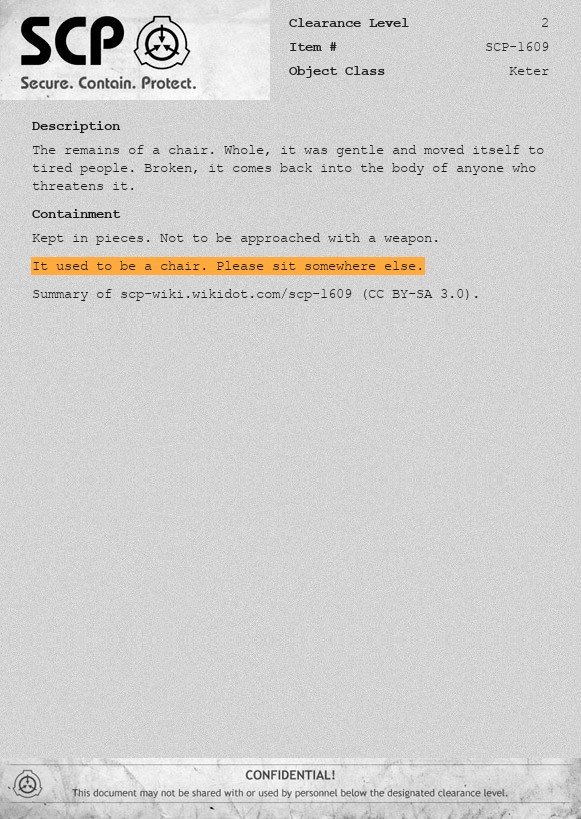 SCP
Secure. Contain. Protect.
Clearance Level 2
Item # SCP-1609
Object Class Keter
Description
The remains of a chair. Whole, it was gentle and moved itself to
tired people. Broken, it comes back into the body of anyone who
threatens it.
Containment
Kept in pieces. Not to be approached with a weapon.
It used to be a chair. Please sit somewhere else.
Summary of scp-wiki.wikidot.com/scp-1609 (CC BY-SA 3.0).
CONFIDENTIAL!
This document may not be shared with or used by personnel below the designated clearance level.